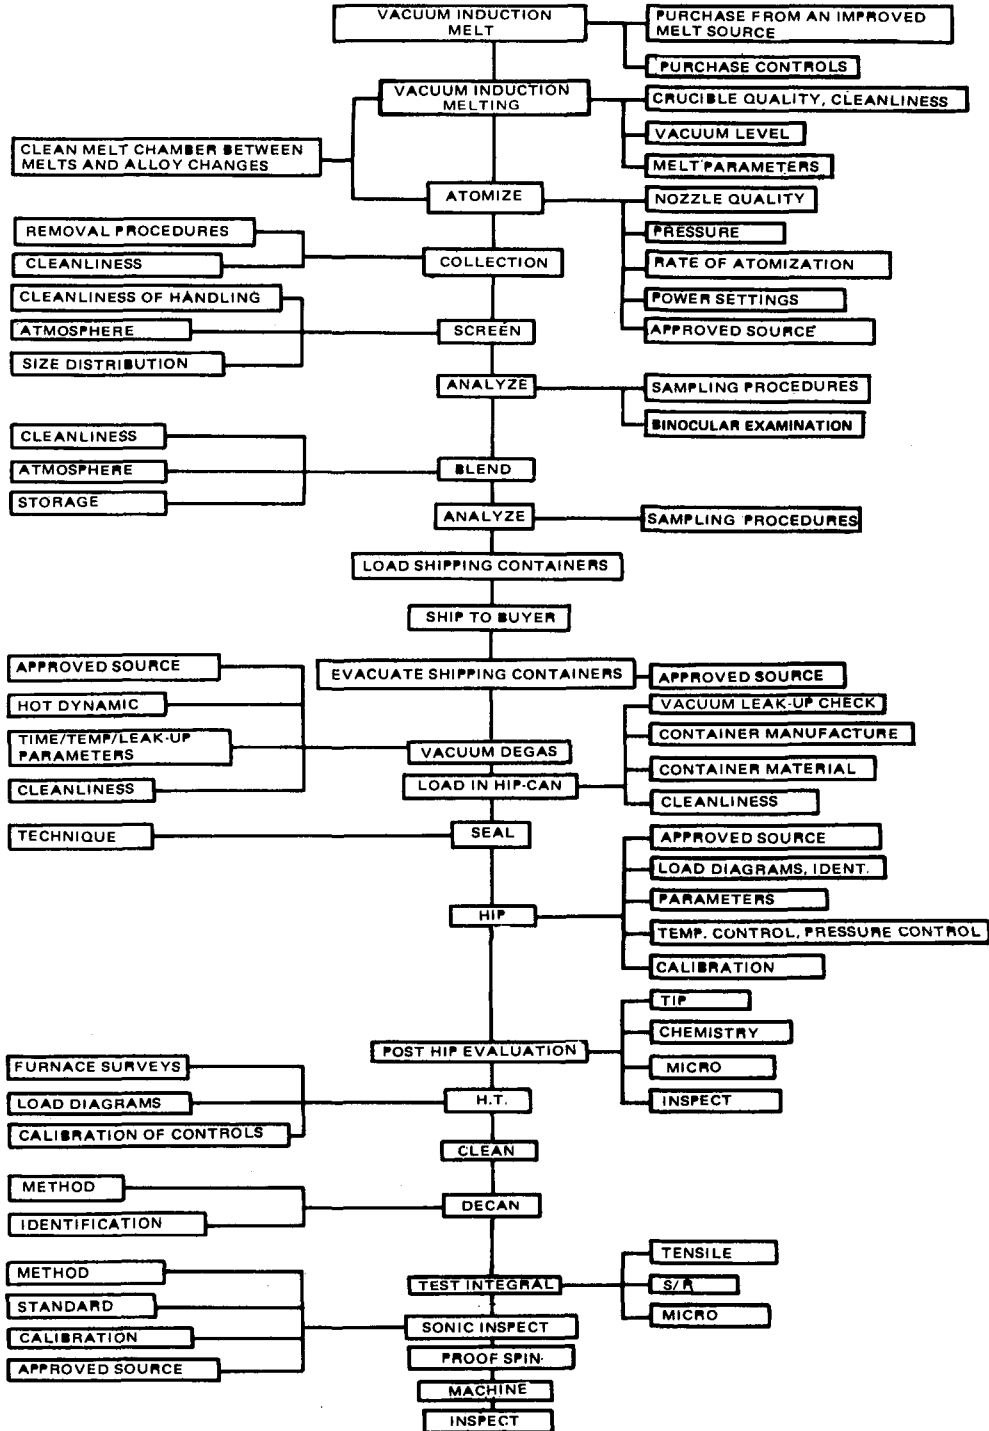 VACUUM INDUCTION
MELT
PURCHASE FROM AN IMPROVED
MELT SOURCE
PURCHASE CONTROLS
VACUUM INDUCTION
MELTING
CRUCIBLE QUALITY, CLEANLINESS
VACUUM LEVEL
MELT PARAMETERS
CLEAN MELT CHAMBER BETWEEN
MELTS AND ALLOY CHANGES
ATOMIZE
NOZZLE QUALITY
PRESSURE
RATE OF ATOMIZATION
POWER SETTINGS
APPROVED SOURCE
REMOVAL PROCEDURES
CLEANLINESS
COLLECTION
CLEANLINESS OF HANDLING
ATMOSPHERE
SIZE DISTRIBUTION
SCREEN
ANALYZE
SAMPLING PROCEDURES
BINOCULAR EXAMINATION
CLEANLINESS
ATMOSPHERE
STORAGE
BLEND
ANALYZE
SAMPLING PROCEDURES
LOAD SHIPPING CONTAINERS
SHIP TO BUYER
EVACUATE SHIPPING CONTAINERS
APPROVED SOURCE
APPROVED SOURCE
HOT DYNAMIC
TIME/TEMP/LEAK-UP
PARAMETERS
CLEANLINESS
VACUUM DEGAS
LOAD IN HIP-CAN
VACUUM LEAK-UP CHECK
CONTAINER MANUFACTURE
CONTAINER MATERIAL
CLEANLINESS
TECHNIQUE
SEAL
HIP
APPROVED SOURCE
LOAD DIAGRAMS, IDENT.
PARAMETERS
TEMP. CONTROL, PRESSURE CONTROL
CALIBRATION
POST HIP EVALUATION
TIP
CHEMISTRY
MICRO
INSPECT
FURNACE SURVEYS
LOAD DIAGRAMS
CALIBRATION OF CONTROLS
H.T.
CLEAN
METHOD
IDENTIFICATION
DECAN
TEST INTEGRAL
TENSILE
S/R
MICRO
METHOD
STANDARD
CALIBRATION
APPROVED SOURCE
SONIC INSPECT
PROOF SPIN
MACHINE
INSPECT